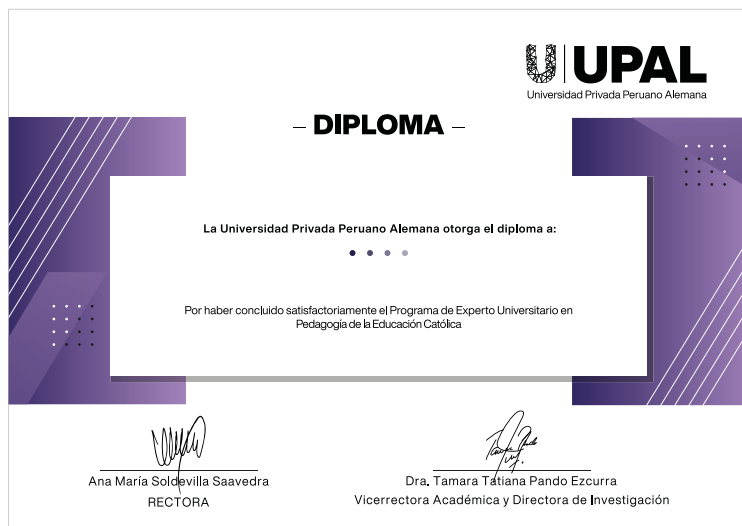 UPAL
Universidad Privada Peruano Alemana
– DIPLOMA –
La Universidad Privada Peruano Alemana otorga el diploma a:
Por haber concluido satisfactoriamente el Programa de Experto Universitario en
Pedagogía de la Educación Católica
Ana María Soldevilla Saavedra
RECTORA
Dra. Tamara Tatiana Pando Ezcurra
Vicerrectora Académica y Directora de Investigación